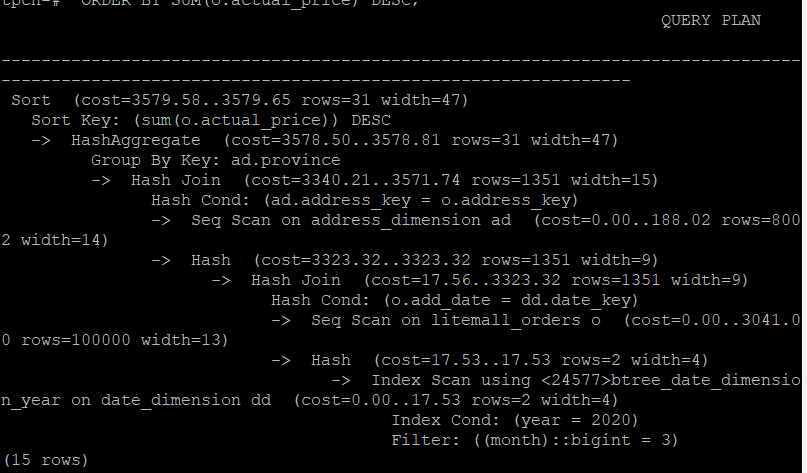 tpch-#  ORDER BY SUM(o.actual_price) DESC;
QUERY PLAN
--------------------------------------------------------------------------------
---------------------------------------------------------------
 Sort  (cost=3579.58..3579.65 rows=31 width=47)
   Sort Key: (sum(o.actual_price)) DESC
   ->  HashAggregate  (cost=3578.50..3578.81 rows=31 width=47)
         Group By Key: ad.province
         ->  Hash Join  (cost=3340.21..3571.74 rows=1351 width=15)
               Hash Cond: (ad.address_key = o.address_key)
               ->  Seq Scan on address_dimension ad  (cost=0.00..188.02 rows=800
2 width=14)
               ->  Hash  (cost=3323.32..3323.32 rows=1351 width=9)
                     ->  Hash Join  (cost=17.56..3323.32 rows=1351 width=9)
                           Hash Cond: (o.add_date = dd.date_key)
                           ->  Seq Scan on litemall_orders o  (cost=0.00..3041.0
0 rows=100000 width=13)
                           ->  Hash  (cost=17.53..17.53 rows=2 width=4)
                                 ->  Index Scan using <24577>btree_date_dimensio
n_year on date_dimension dd  (cost=0.00..17.53 rows=2 width=4)
                                       Index Cond: (year = 2020)
                                       Filter: ((month)::bigint = 3)
(15 rows)